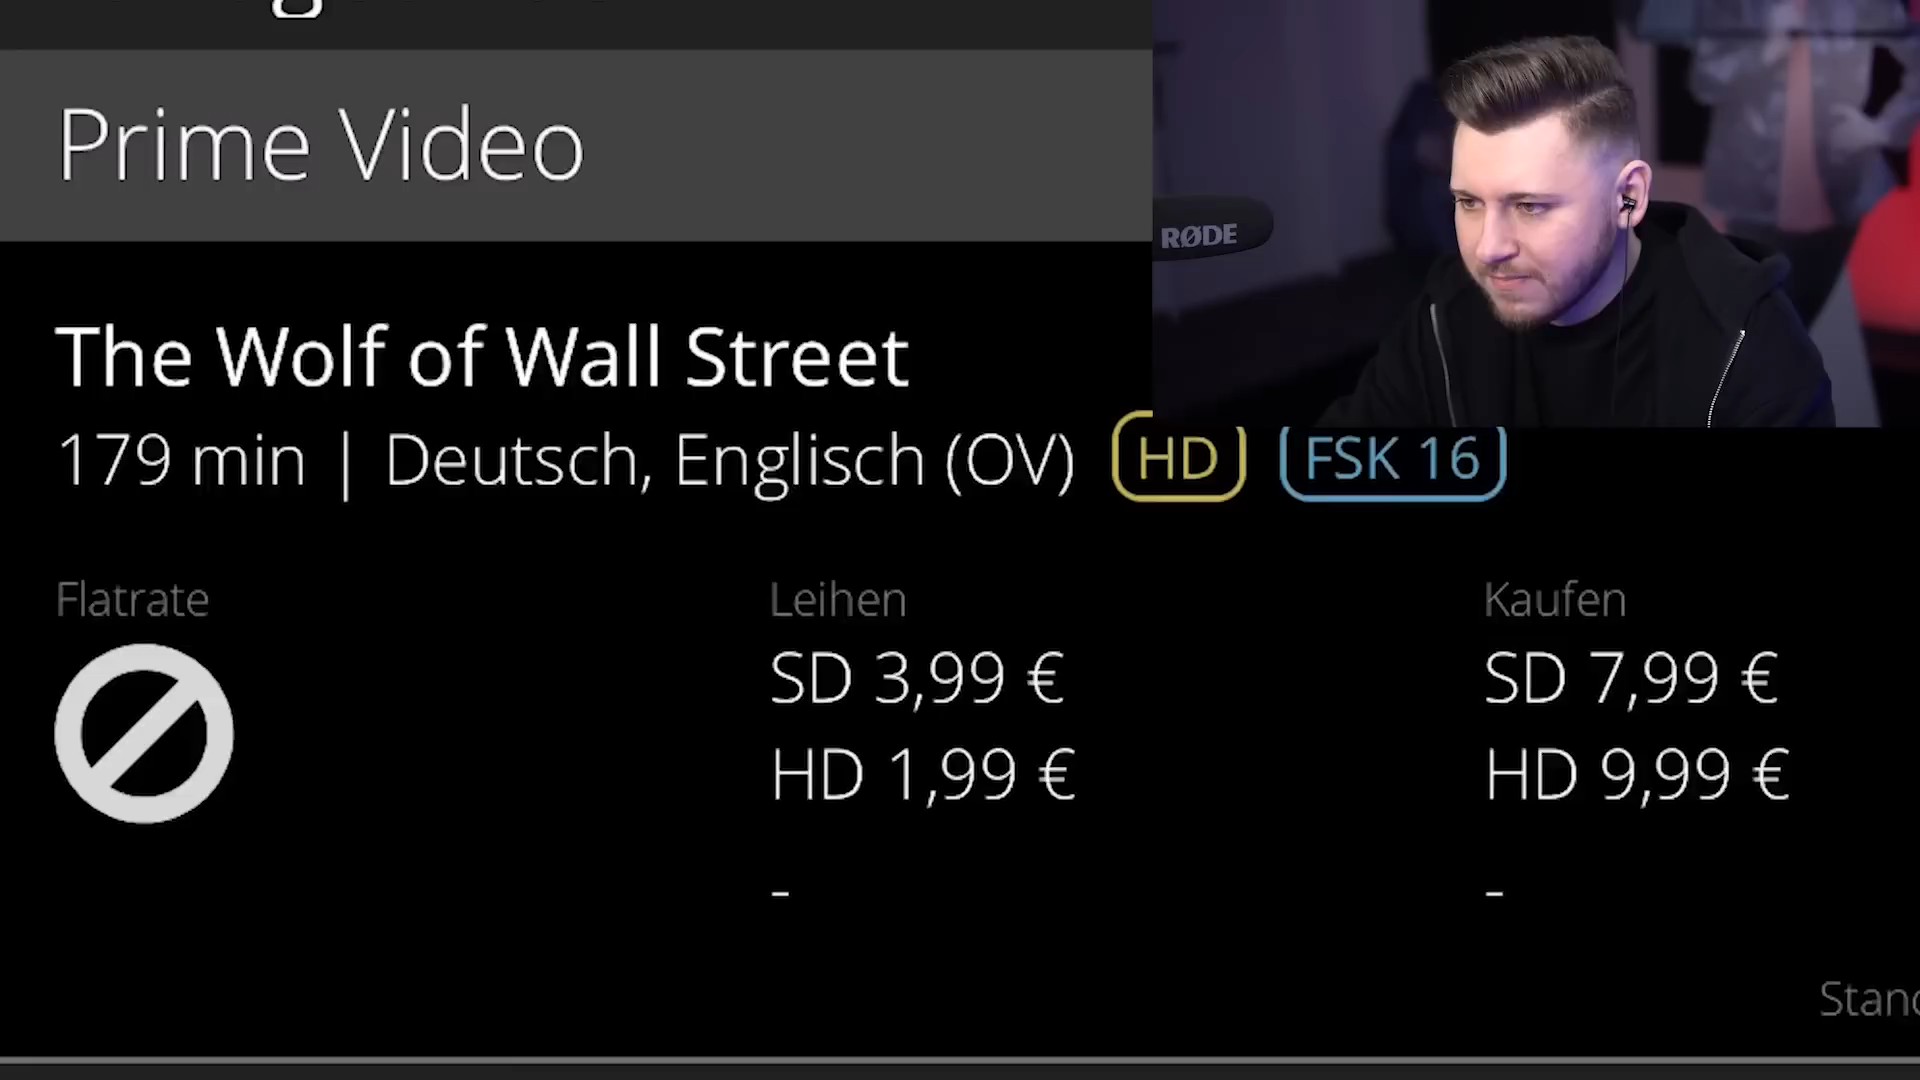 Prime Video
RØDE
The Wolf of Wall Street
179 min | Deutsch, Englisch (OV) HD FSK 16
Flatrate Leihen Kaufen
SD 3,99 € SD 7,99 €
HD 1,99 € HD 9,99 €
- -